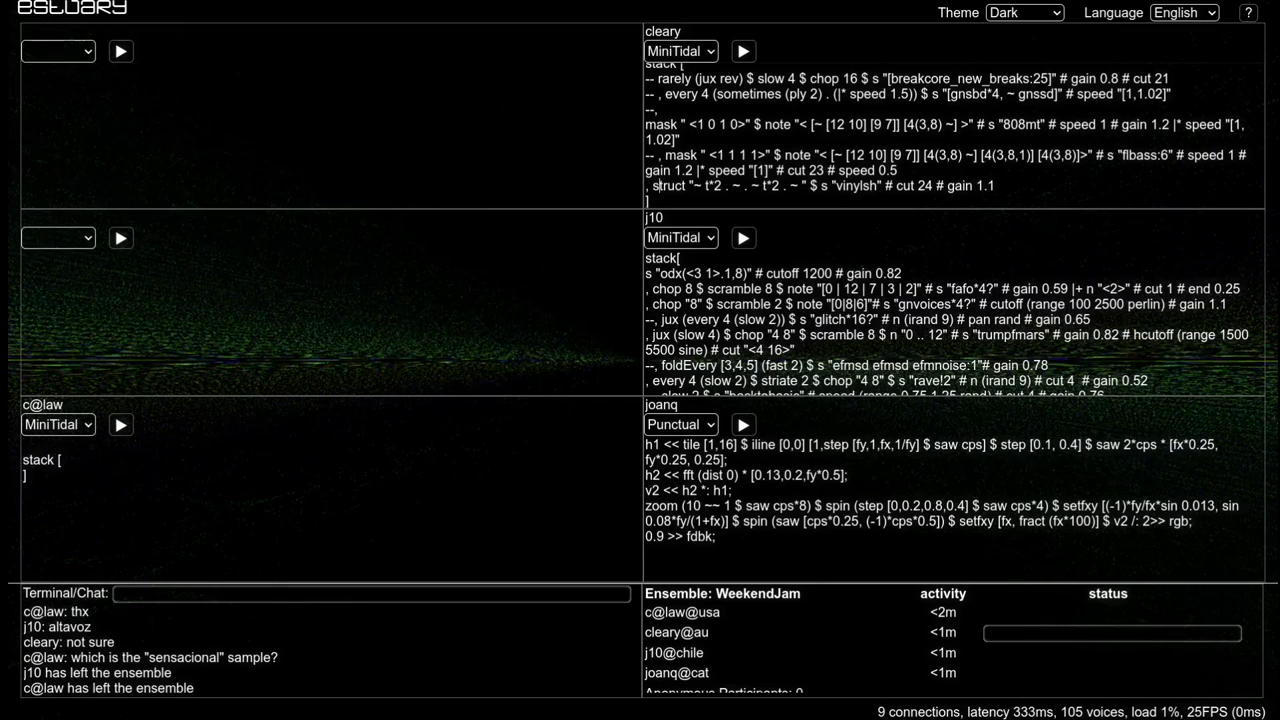 estuary
Theme Dark Language English ?
cleary
MiniTidal
stack [
-- rarely (jux rev) $ slow 4 $ chop 16 $ s "[breakcore_new_breaks:25]" # gain 0.8 # cut 21
-- , every 4 (sometimes (ply 2) . (|* speed 1.5)) $ s "[gnsbd*4, ~ gnssd]" # speed "[1,1.02]"
--,
mask " <1 0 1 0>" $ note "< [~ [12 10] [9 7]] [4(3,8) ~] >" # s "808mt" # speed 1 # gain 1.2 |* speed "[1,
1.02]"
-- , mask " <1 1 1 1>" $ note "< [~ [12 10] [9 7]] [4(3,8) ~] [4(3,8,1)] [4(3,8)]>" # s "flbass:6" # speed 1 #
gain 1.2 |* speed "[1]" # cut 23 # speed 0.5
, struct "~ t*2 . ~ . ~ t*2 . ~ " $ s "vinylsh" # cut 24 # gain 1.1
]
j10
MiniTidal
stack[
s "odx(<3 1>.1,8)" # cutoff 1200 # gain 0.82
, chop 8 $ scramble 8 $ note "[0 | 12 | 7 | 3 | 2]" # s "fafo*4?" # gain 0.59 |+ n "<2>" # cut 1 # end 0.25
, chop "8" $ scramble 2 $ note "[0|8|6]"# s "gnvoices*4?" # cutoff (range 100 2500 perlin) # gain 1.1
--, jux (every 4 (slow 2)) $ s "glitch*16?" # n (irand 9) # pan rand # gain 0.65
, jux (slow 4) $ chop "4 8" $ scramble 8 $ n "0 .. 12" # s "trumpfmars" # gain 0.82 # hcutoff (range 1500
5500 sine) # cut "<4 16>"
--, foldEvery [3,4,5] (fast 2) $ s "efmsd efmsd efmnoise:1"# gain 0.78
, every 4 (slow 2) $ striate 2 $ chop "4 8" $ s "rave!2" # n (irand 9) # cut 4  # gain 0.52
c@law
MiniTidal
stack [
]
joanq
Punctual
h1 << tile [1,16] $ iline [0,0] [1,step [fy,1,fx,1/fy] $ saw cps] $ step [0.1, 0.4] $ saw 2*cps * [fx*0.25,
fy*0.25, 0.25];
h2 << fft (dist 0) * [0.13,0.2,fy*0.5];
v2 << h2 *: h1;
zoom (10 ~~ 1 $ saw cps*8) $ spin (step [0,0.2,0.8,0.4] $ saw cps*4) $ setfxy [(-1)*fy/fx*sin 0.013, sin
0.08*fy/(1+fx)] $ spin (saw [cps*0.25, (-1)*cps*0.5]) $ setfxy [fx, fract (fx*100)] $ v2 /: 2>> rgb;
0.9 >> fdbk;
Terminal/Chat:
c@law: thx
j10: altavoz
cleary: not sure
c@law: which is the "sensacional" sample?
j10 has left the ensemble
c@law has left the ensemble
Ensemble: WeekendJam activity status
c@law@usa <2m
cleary@au <1m
j10@chile <1m
joanq@cat <1m
Anonymous Participants: 0
9 connections, latency 333ms, 105 voices, load 1%, 25FPS (0ms)